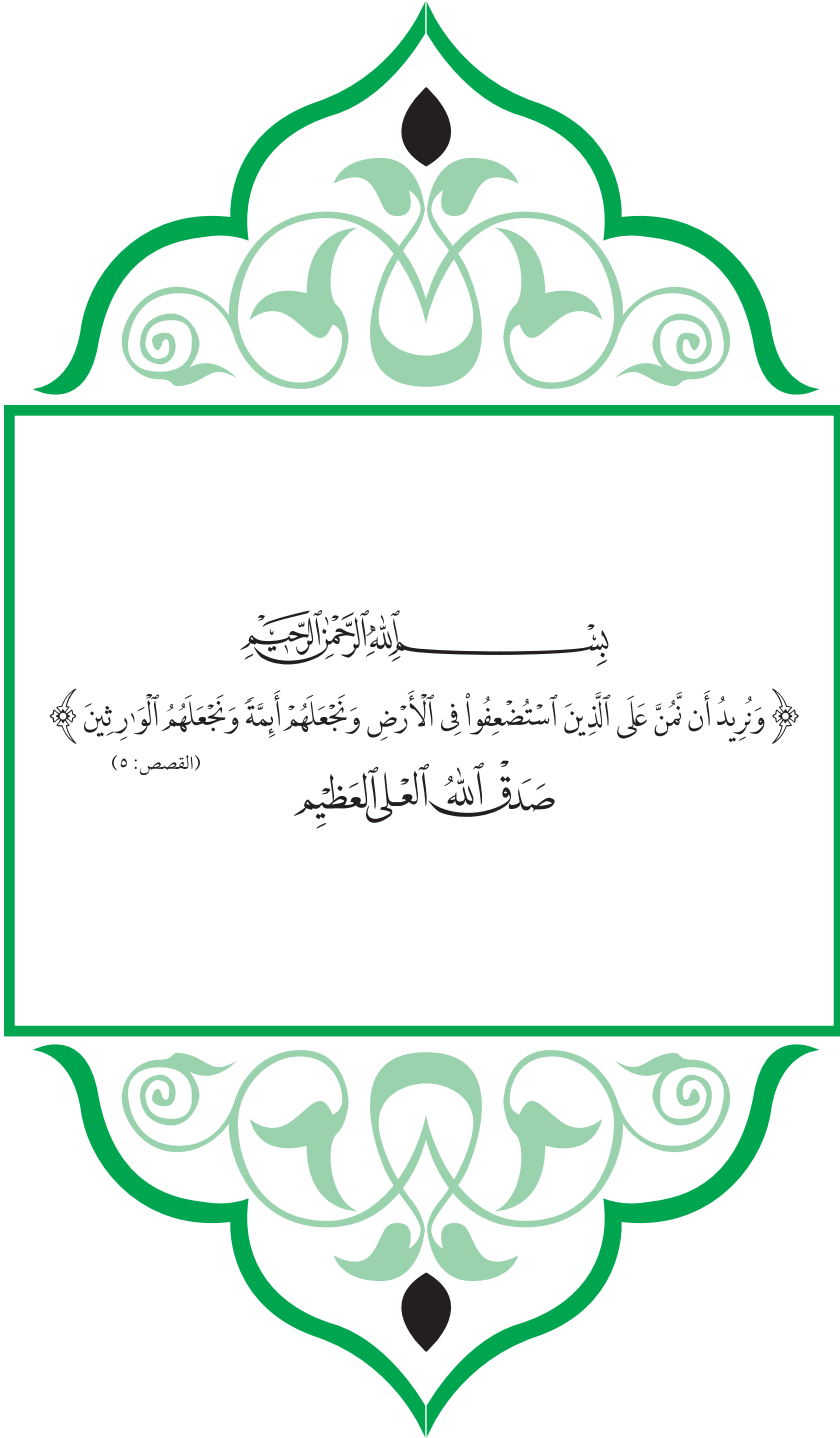 بِسْمِ ٱللَّهِ ٱلرَّحْمَٰنِ ٱلرَّحِيمِ
﴿وَنُرِيدُ أَن نَّمُنَّ عَلَى ٱلَّذِينَ ٱسْتُضْعِفُوا۟ فِى ٱلْأَرْضِ وَنَجْعَلَهُمْ أَئِمَّةً وَنَجْعَلَهُمُ ٱلْوَٰرِثِينَ﴾
(القصص: ٥)
صَدَقَ ٱللَّهُ ٱلْعَلِيُّ ٱلْعَظِيمُ